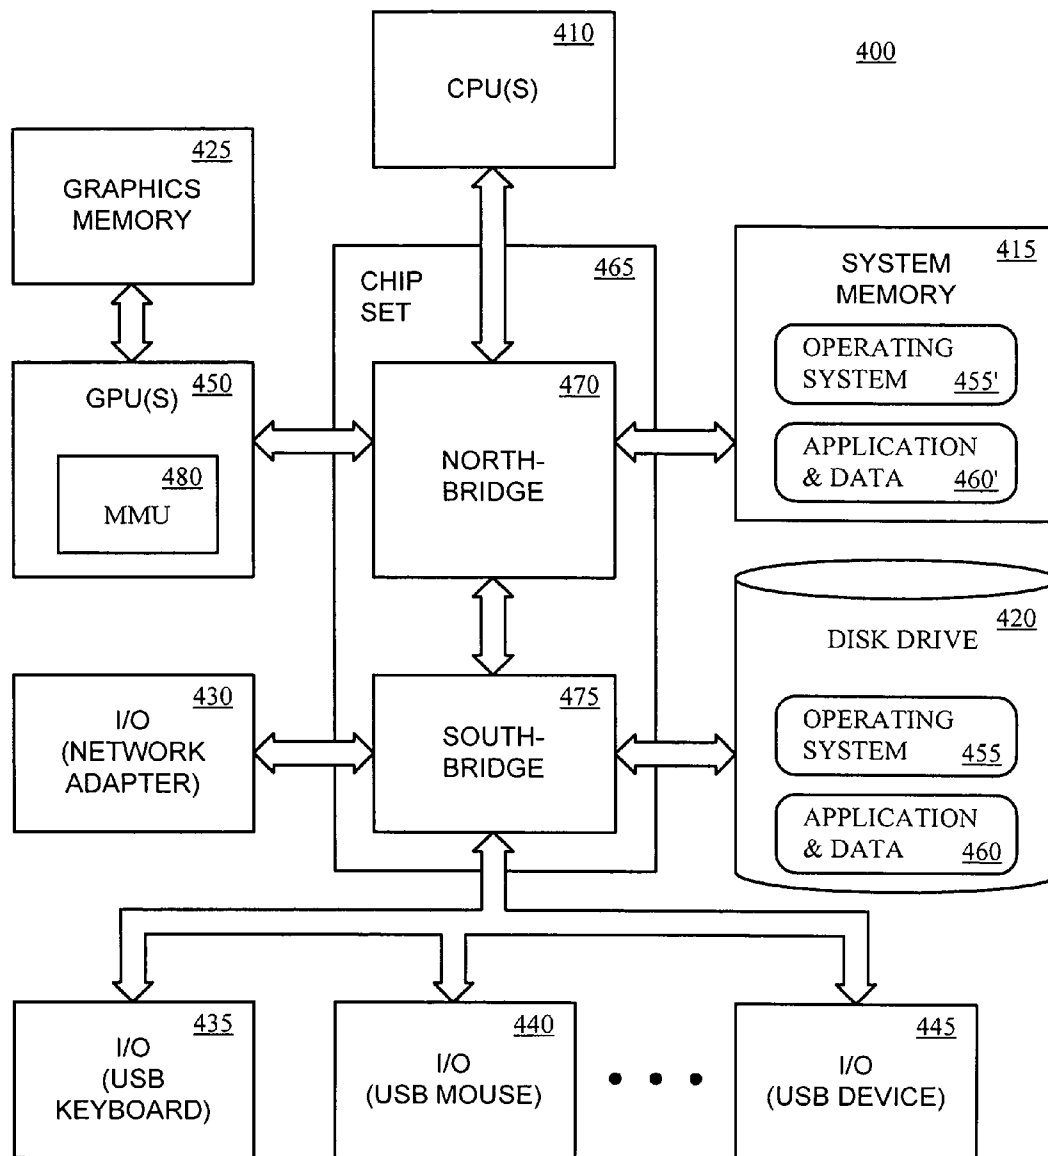 410
CPU(S)
400
425
GRAPHICS
MEMORY
CHIP
SET
465
415
SYSTEM
MEMORY
OPERATING
SYSTEM 455'
APPLICATION
& DATA 460'
450
GPU(S)
480
MMU
470
NORTH-
BRIDGE
420
DISK DRIVE
OPERATING
SYSTEM 455
APPLICATION
& DATA 460
430
I/O
(NETWORK
ADAPTER)
475
SOUTH-
BRIDGE
435
I/O
(USB
KEYBOARD)
440
I/O
(USB MOUSE)
445
I/O
(USB DEVICE)